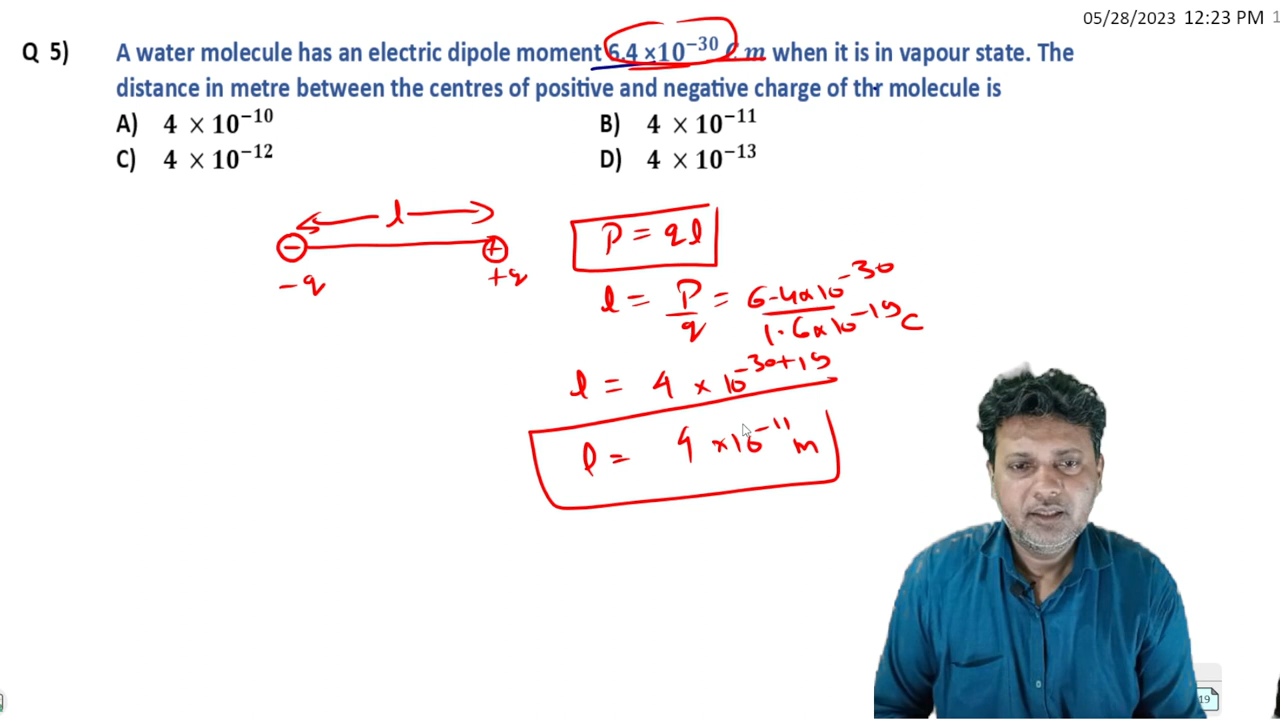 05/28/2023 12:23 PM 1
Q 5) A water molecule has an electric dipole moment 6.4 ×10⁻³⁰ C m when it is in vapour state. The
distance in metre between the centres of positive and negative charge of thr molecule is
A) 4 ×10⁻¹⁰ B) 4 ×10⁻¹¹
C) 4 ×10⁻¹² D) 4 ×10⁻¹³
l
− +
-q +q
P = ql
l = P/q = 6.4×10⁻³⁰/1.6×10⁻¹⁹C
l = 4 × 10⁻³⁰⁺¹⁹
l = 4 ×10⁻¹¹ m
19